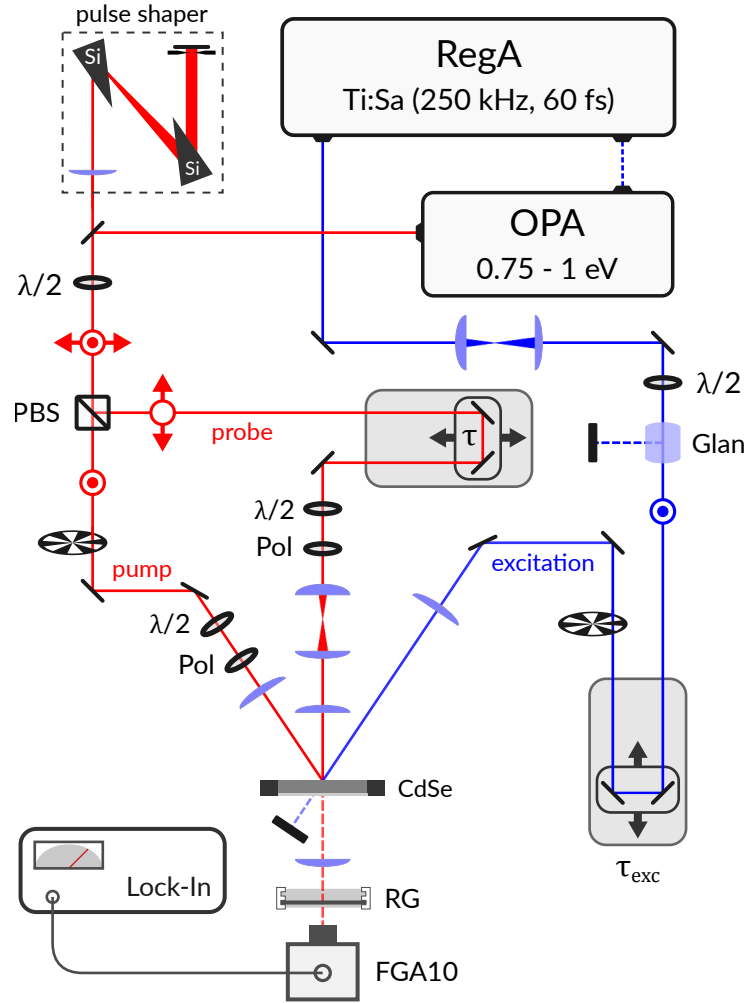 pulse shaper
Si
Si
RegA
Ti:Sa (250 kHz, 60 fs)
OPA
0.75 - 1 eV
λ/2
λ/2
PBS
probe
τ
Glan
λ/2
Pol
excitation
pump
λ/2
Pol
CdSe
τexc
Lock-In
RG
FGA10